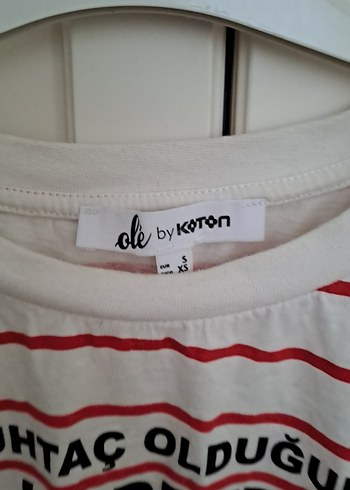 olé by KOTON
EUR S
XS
UHTAÇ OLDUĞU